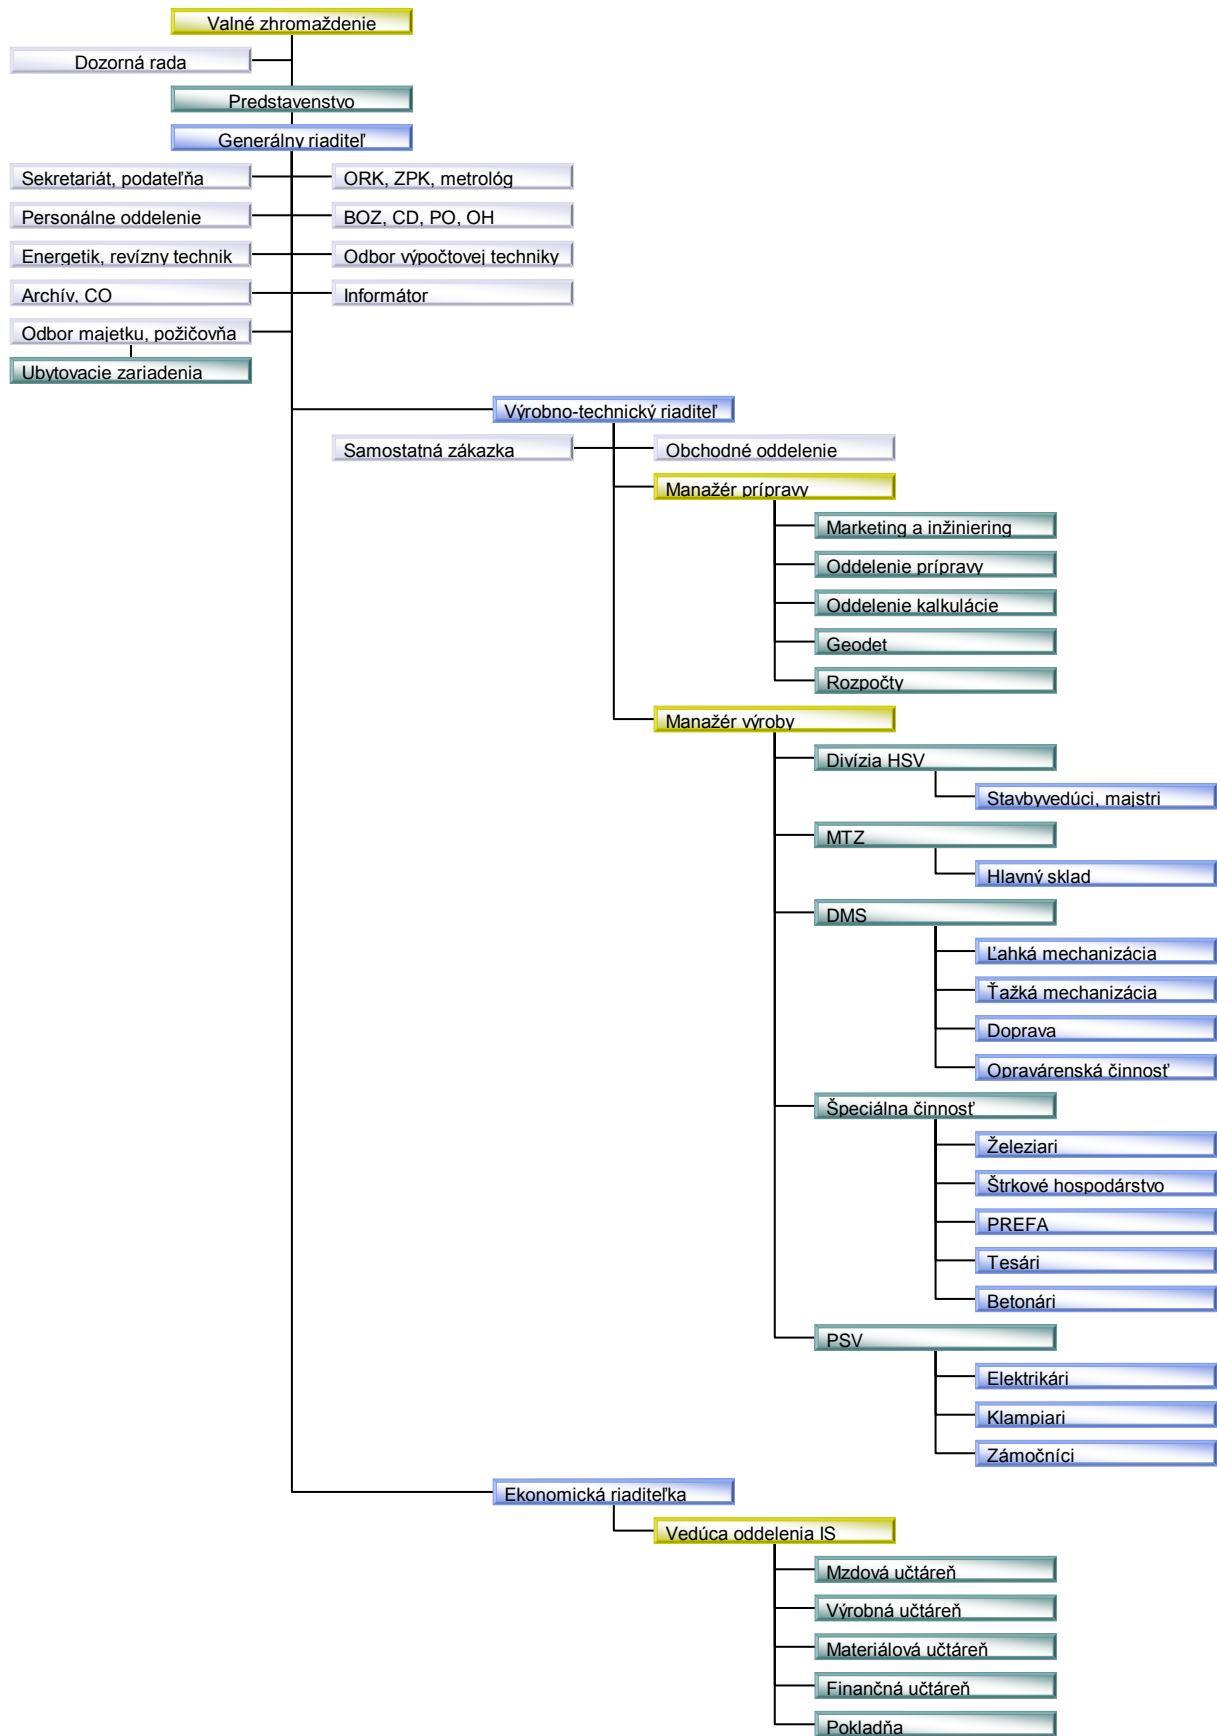 Valné zhromaždenie
Dozorná rada
Predstavenstvo
Generálny riaditeľ
Sekretariát, podateľňa
ORK, ZPK, metrológ
Personálne oddelenie
BOZ, CD, PO, OH
Energetik, revízny technik
Odbor výpočtovej techniky
Archív, CO
Informátor
Odbor majetku, požičovňa
Ubytovacie zariadenia
Výrobno-technický riaditeľ
Samostatná zákazka
Obchodné oddelenie
Manažér prípravy
Marketing a inžiniering
Oddelenie prípravy
Oddelenie kalkulácie
Geodet
Rozpočty
Manažér výroby
Divízia HSV
Stavbyvedúci, majstri
MTZ
Hlavný sklad
DMS
Ľahká mechanizácia
Ťažká mechanizácia
Doprava
Opravárenská činnosť
Špeciálna činnosť
Železiari
Štrkové hospodárstvo
PREFA
Tesári
Betonári
PSV
Elektrikári
Klampiari
Zámočníci
Ekonomická riaditeľka
Vedúca oddelenia IS
Mzdová učtáreň
Výrobná učtáreň
Materiálová učtáreň
Finančná učtáreň
Pokladňa